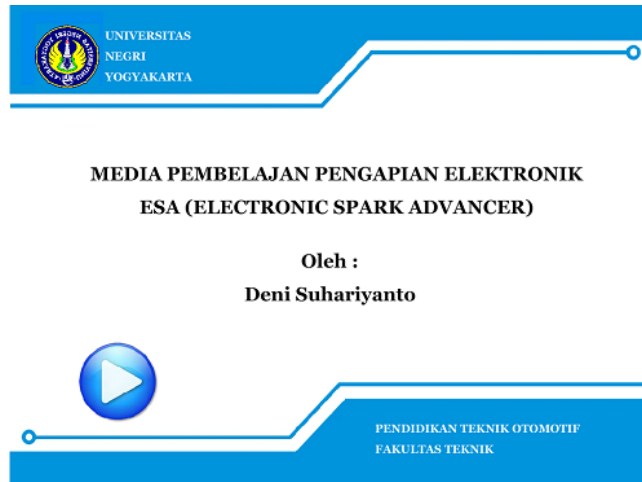 UNIVERSITAS
NEGRI
YOGYAKARTA
MEDIA PEMBELAJAN PENGAPIAN ELEKTRONIK
ESA (ELECTRONIC SPARK ADVANCER)
Oleh :
Deni Suhariyanto
PENDIDIKAN TEKNIK OTOMOTIF
FAKULTAS TEKNIK